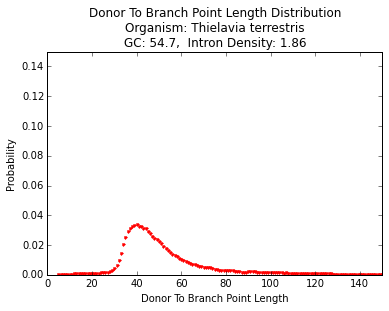 Donor To Branch Point Length Distribution
Organism: Thielavia terrestris
GC: 54.7,  Intron Density: 1.86
0.14
0.12
0.10
0.08
0.06
0.04
0.02
0.00
Probability
0 20 40 60 80 100 120 140
Donor To Branch Point Length